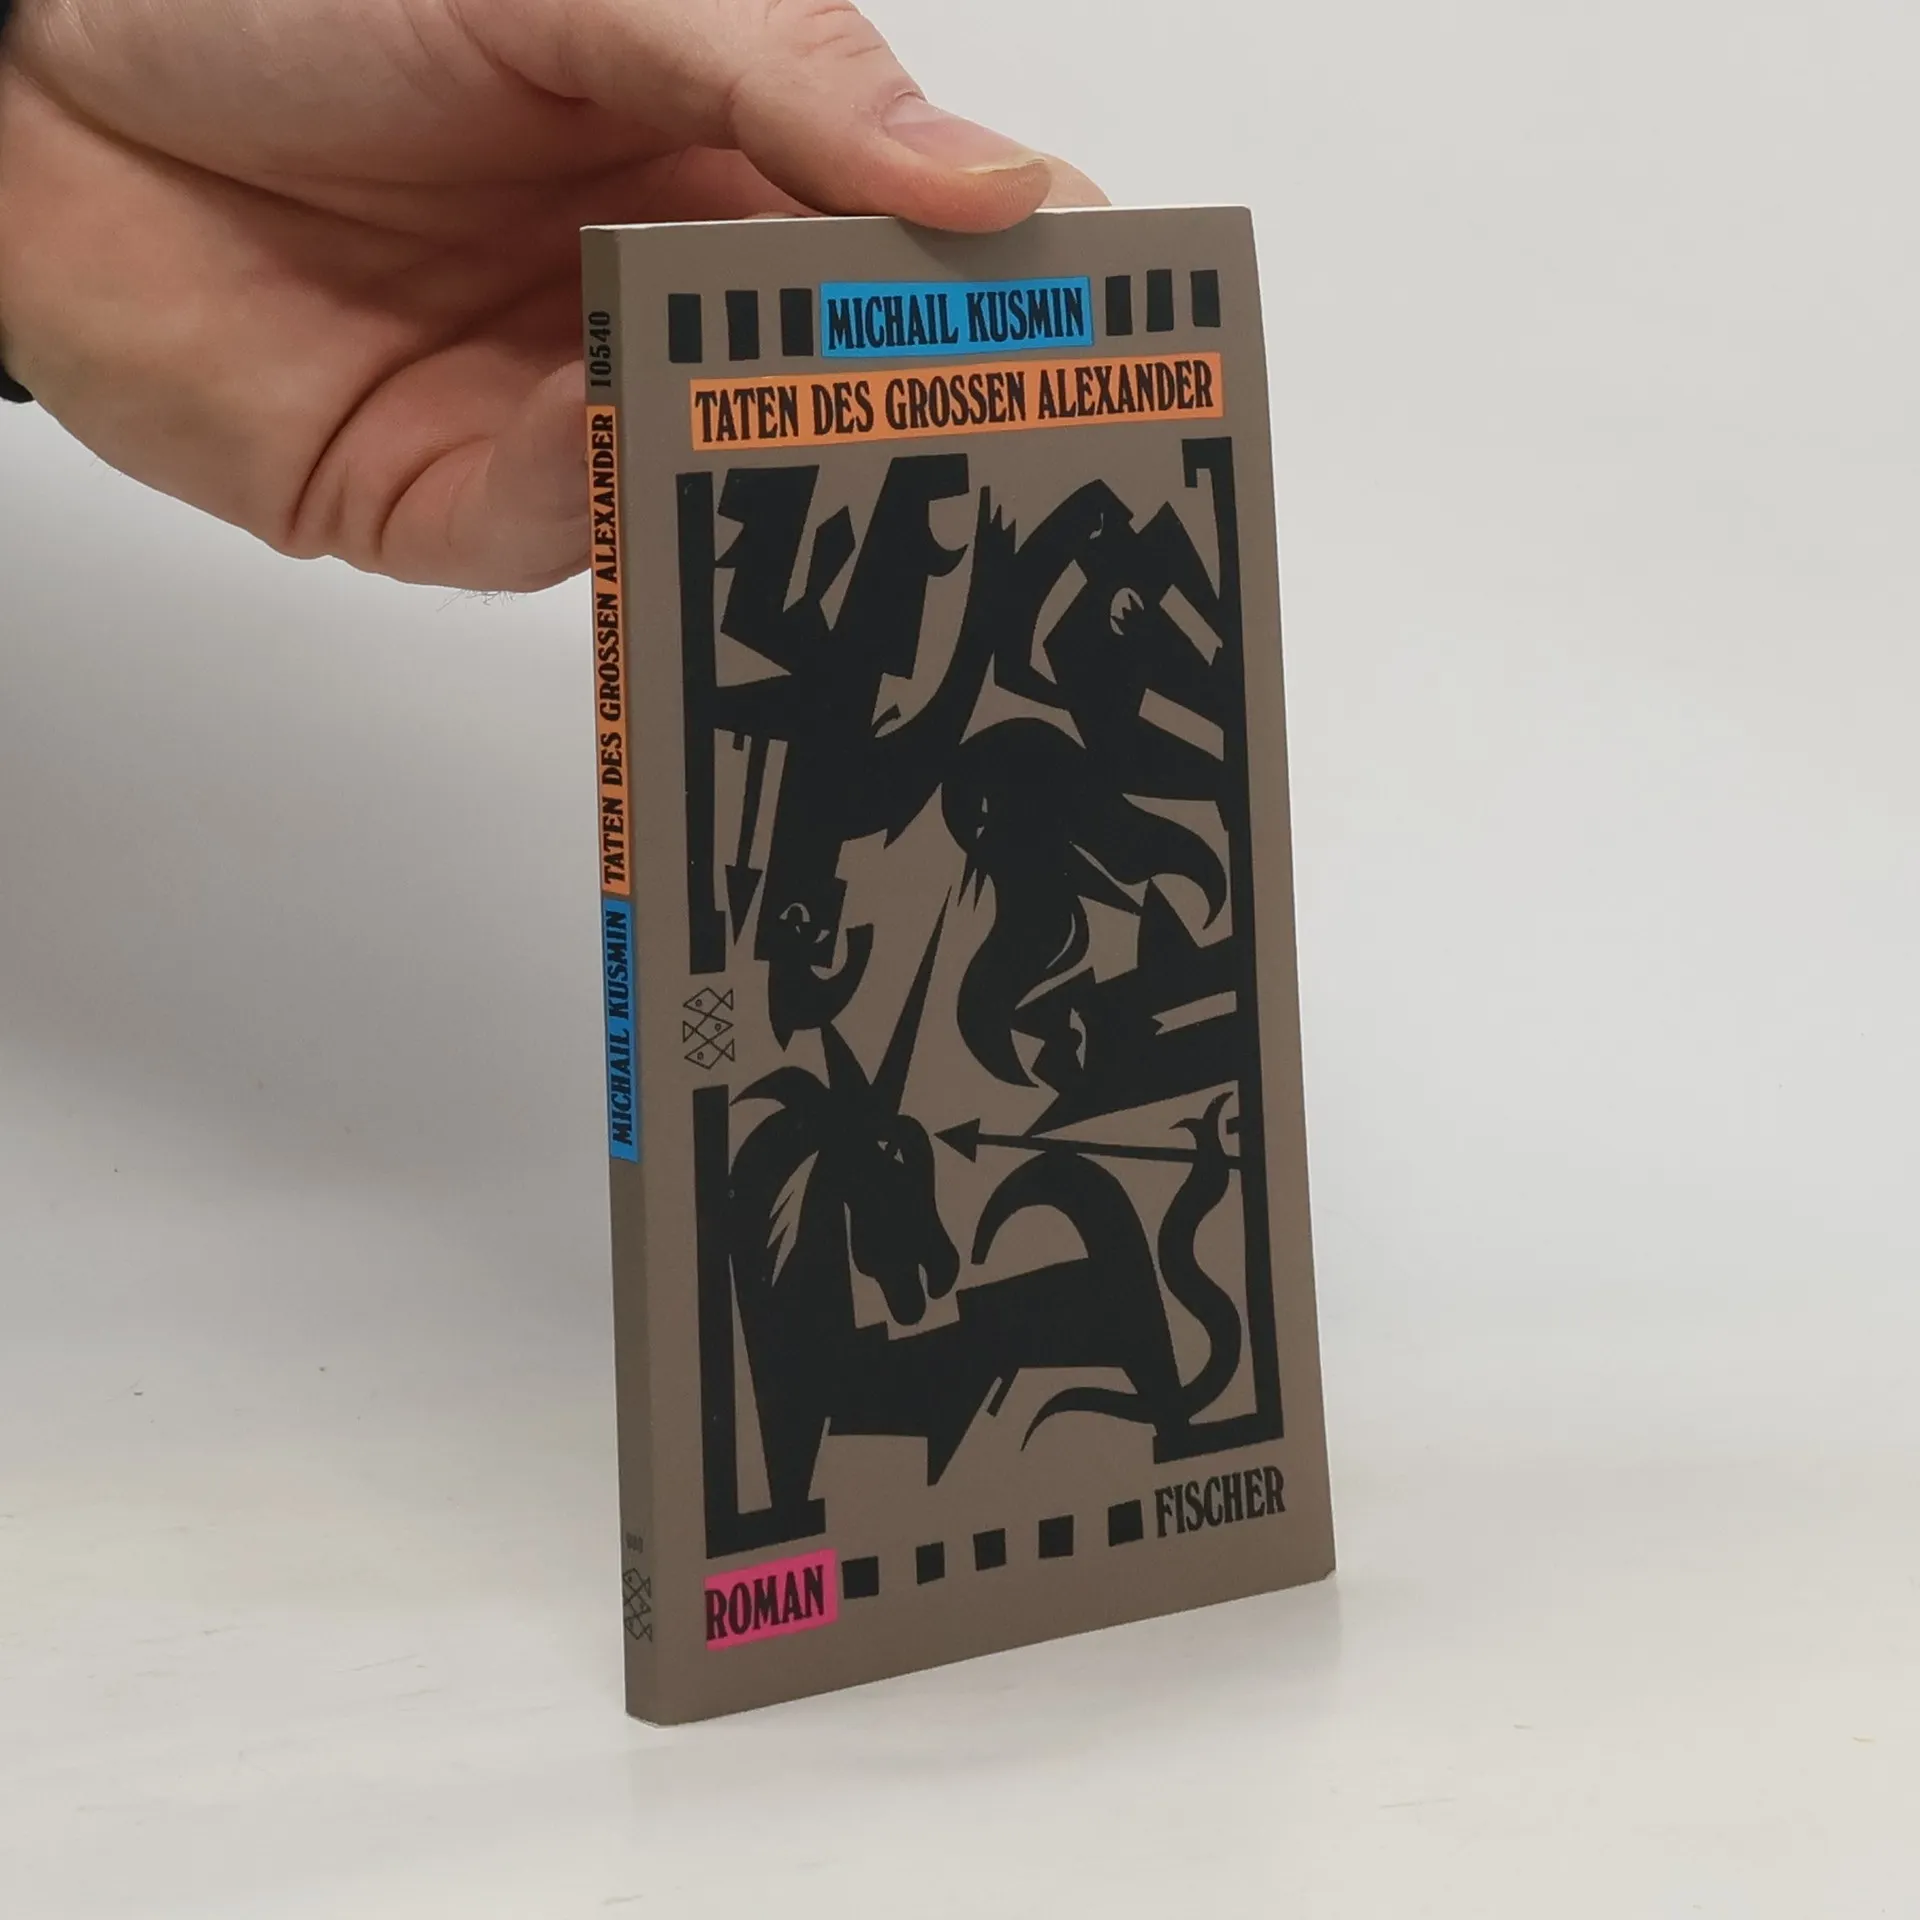 MICHAIL KUSMIN
TATEN DES GROSSEN ALEXANDER
FISCHER
ROMAN
MICHAIL KUSMIN TATEN DES GROSSEN ALEXANDER 10540